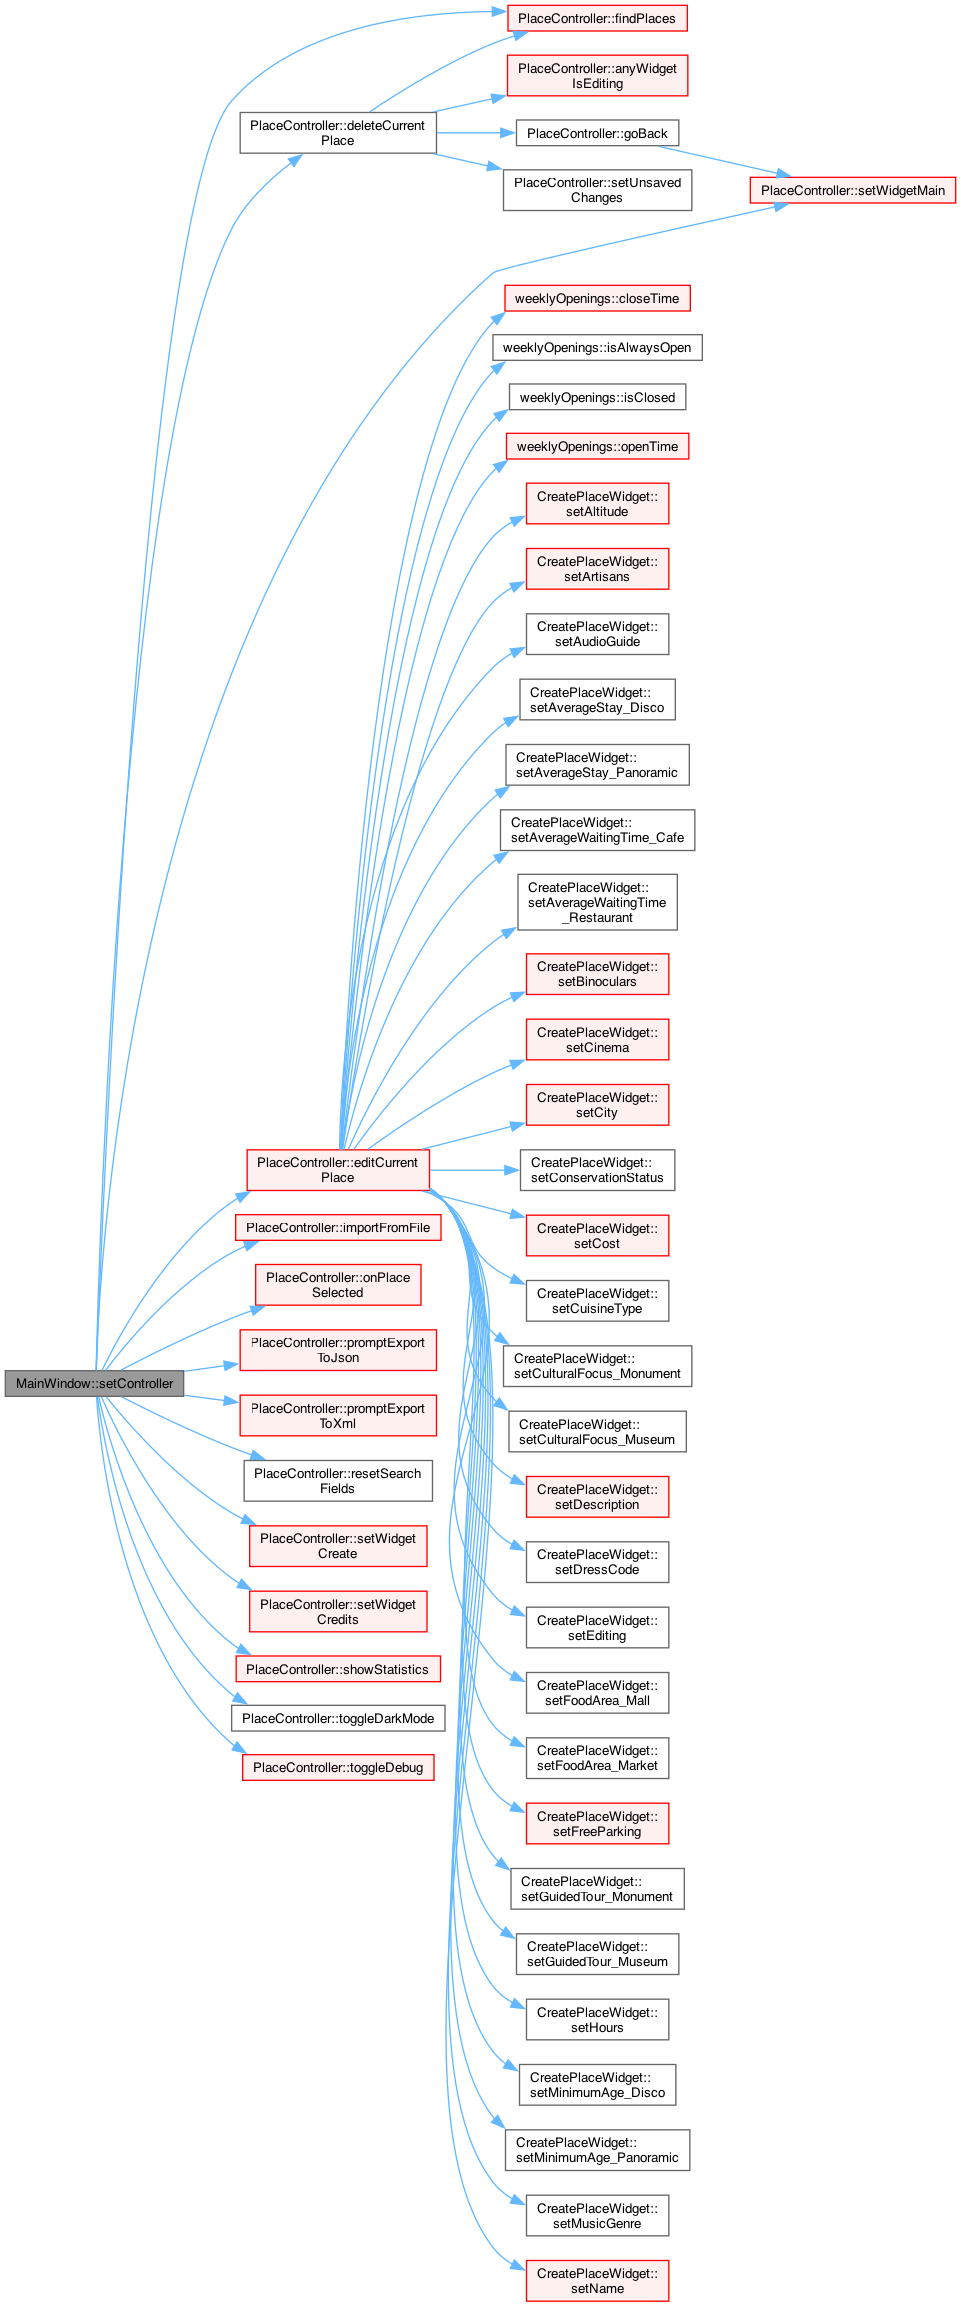 PlaceController::findPlaces
PlaceController::anyWidget
IsEditing
PlaceController::deleteCurrent
Place
PlaceController::goBack
PlaceController::setUnsaved
Changes
PlaceController::setWidgetMain
weeklyOpenings::closeTime
weeklyOpenings::isAlwaysOpen
weeklyOpenings::isClosed
weeklyOpenings::openTime
CreatePlaceWidget::
setAltitude
CreatePlaceWidget::
setArtisans
CreatePlaceWidget::
setAudioGuide
CreatePlaceWidget::
setAverageStay_Disco
CreatePlaceWidget::
setAverageStay_Panoramic
CreatePlaceWidget::
setAverageWaitingTime_Cafe
CreatePlaceWidget::
setAverageWaitingTime
_Restaurant
CreatePlaceWidget::
setBinoculars
CreatePlaceWidget::
setCinema
CreatePlaceWidget::
setCity
PlaceController::editCurrent
Place
CreatePlaceWidget::
setConservationStatus
PlaceController::importFromFile
CreatePlaceWidget::
setCost
PlaceController::onPlace
Selected
CreatePlaceWidget::
setCuisineType
PlaceController::promptExport
ToJson
CreatePlaceWidget::
setCulturalFocus_Monument
MainWindow::setController
PlaceController::promptExport
ToXml
CreatePlaceWidget::
setCulturalFocus_Museum
PlaceController::resetSearch
Fields
CreatePlaceWidget::
setDescription
PlaceController::setWidget
Create
CreatePlaceWidget::
setDressCode
PlaceController::setWidget
Credits
CreatePlaceWidget::
setEditing
PlaceController::showStatistics
CreatePlaceWidget::
setFoodArea_Mall
PlaceController::toggleDarkMode
CreatePlaceWidget::
setFoodArea_Market
PlaceController::toggleDebug
CreatePlaceWidget::
setFreeParking
CreatePlaceWidget::
setGuidedTour_Monument
CreatePlaceWidget::
setGuidedTour_Museum
CreatePlaceWidget::
setHours
CreatePlaceWidget::
setMinimumAge_Disco
CreatePlaceWidget::
setMinimumAge_Panoramic
CreatePlaceWidget::
setMusicGenre
CreatePlaceWidget::
setName